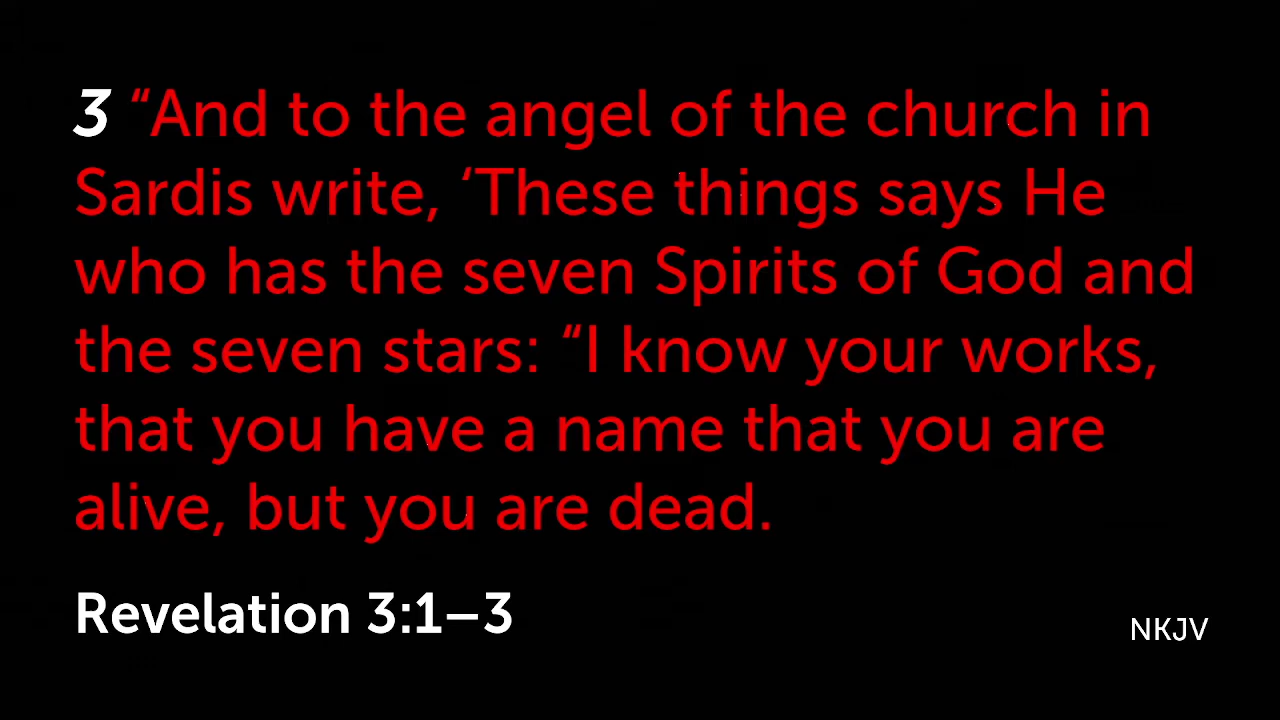 3 “And to the angel of the church in
Sardis write, ‘These things says He
who has the seven Spirits of God and
the seven stars: “I know your works,
that you have a name that you are
alive, but you are dead.
Revelation 3:1–3
NKJV